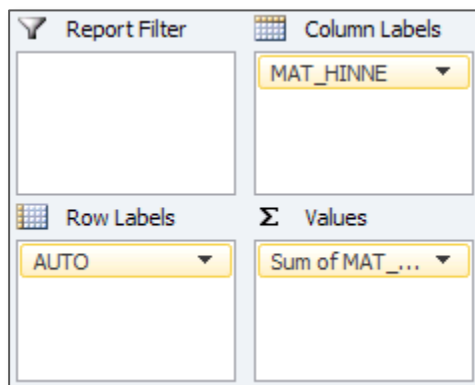 Report Filter
Column Labels
MAT_HINNE
Row Labels
Σ Values
AUTO
Sum of MAT_...